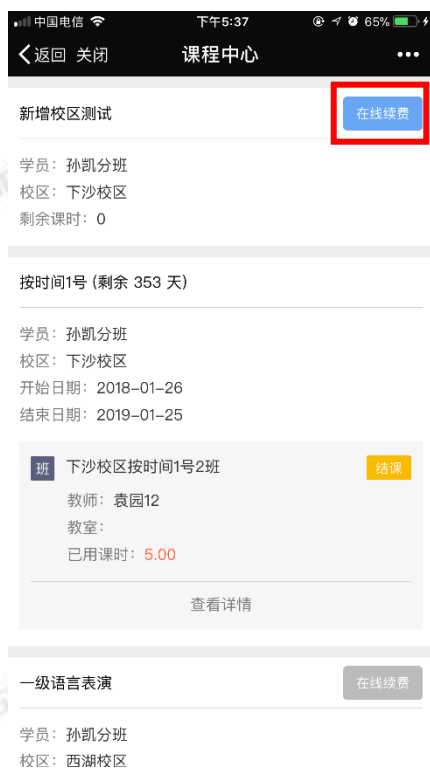 中国电信 下午5:37 65%
返回 关闭 课程中心
新增校区测试 在线续费
学员：孙凯分班
校区：下沙校区
剩余课时：0
按时间1号 (剩余 353 天)
学员：孙凯分班
校区：下沙校区
开始日期：2018-01-26
结束日期：2019-01-25
班 下沙校区按时间1号2班 结课
教师：袁园12
教室：
已用课时：5.00
查看详情
一级语言表演 在线续费
学员：孙凯分班
校区：西湖校区